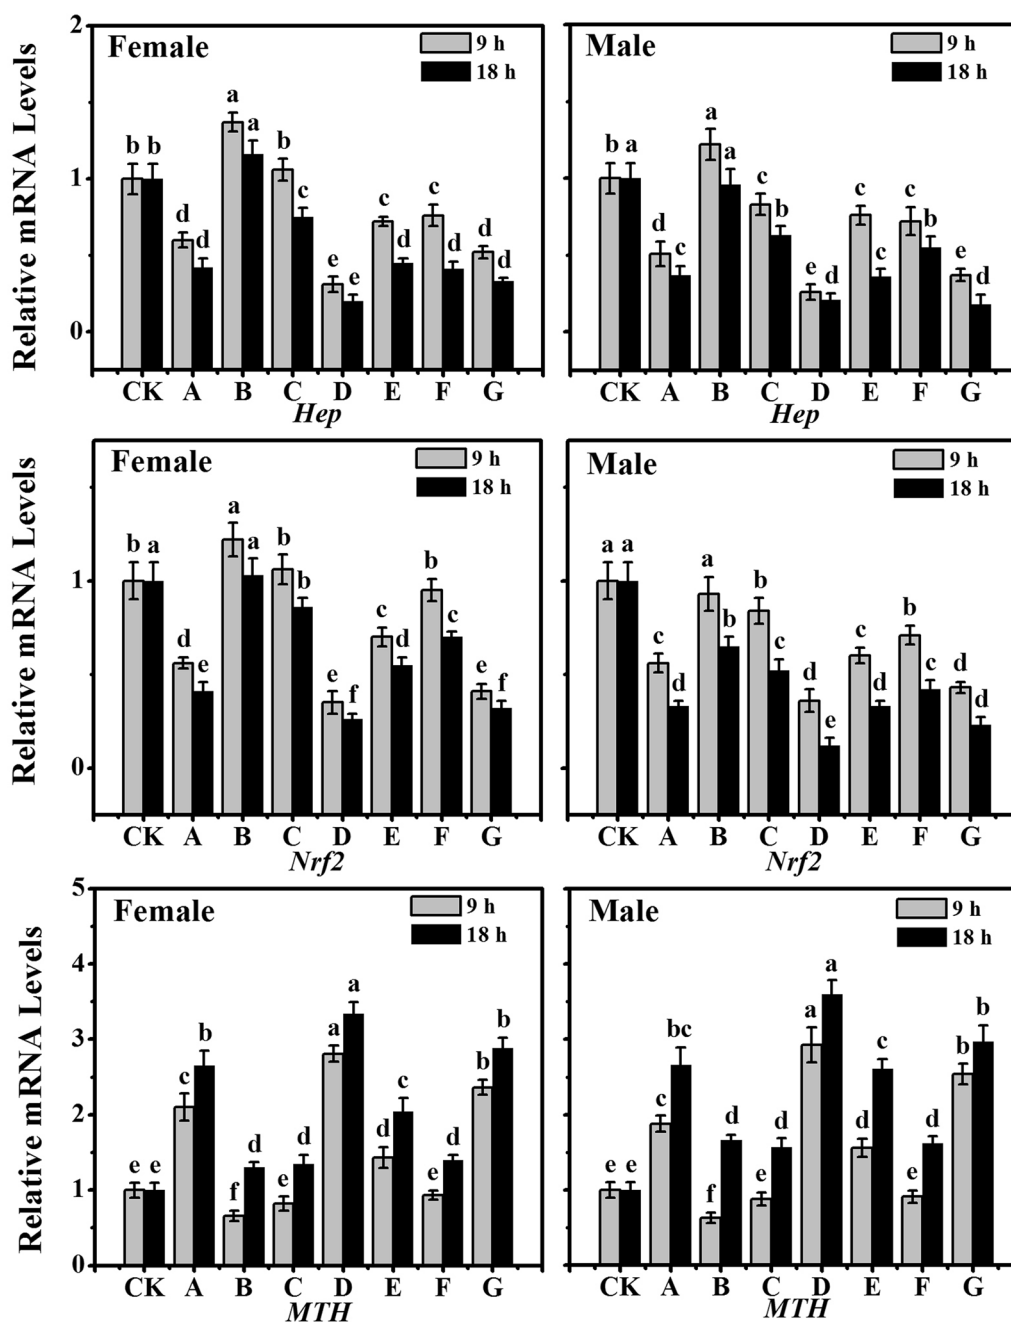 Relative mRNA Levels
2
1
0
Female
9 h
18 h
b b d d a a b c e e c d c d d d
CK A B C D E F G
Hep
Male
9 h
18 h
b a d c a a c b e d c c c b e d
CK A B C D E F G
Hep
Relative mRNA Levels
1
0
Female
9 h
18 h
b a d e a a b b e f c d b c e f
CK A B C D E F G
Nrf2
Male
9 h
18 h
a a c d a b b c d e c d b c d d
CK A B C D E F G
Nrf2
Relative mRNA Levels
5
4
3
2
1
0
Female
9 h
18 h
e e c b f d e d a a d c e d b b
CK A B C D E F G
MTH
Male
9 h
18 h
e e c bc f d e d a a d c e d b b
CK A B C D E F G
MTH